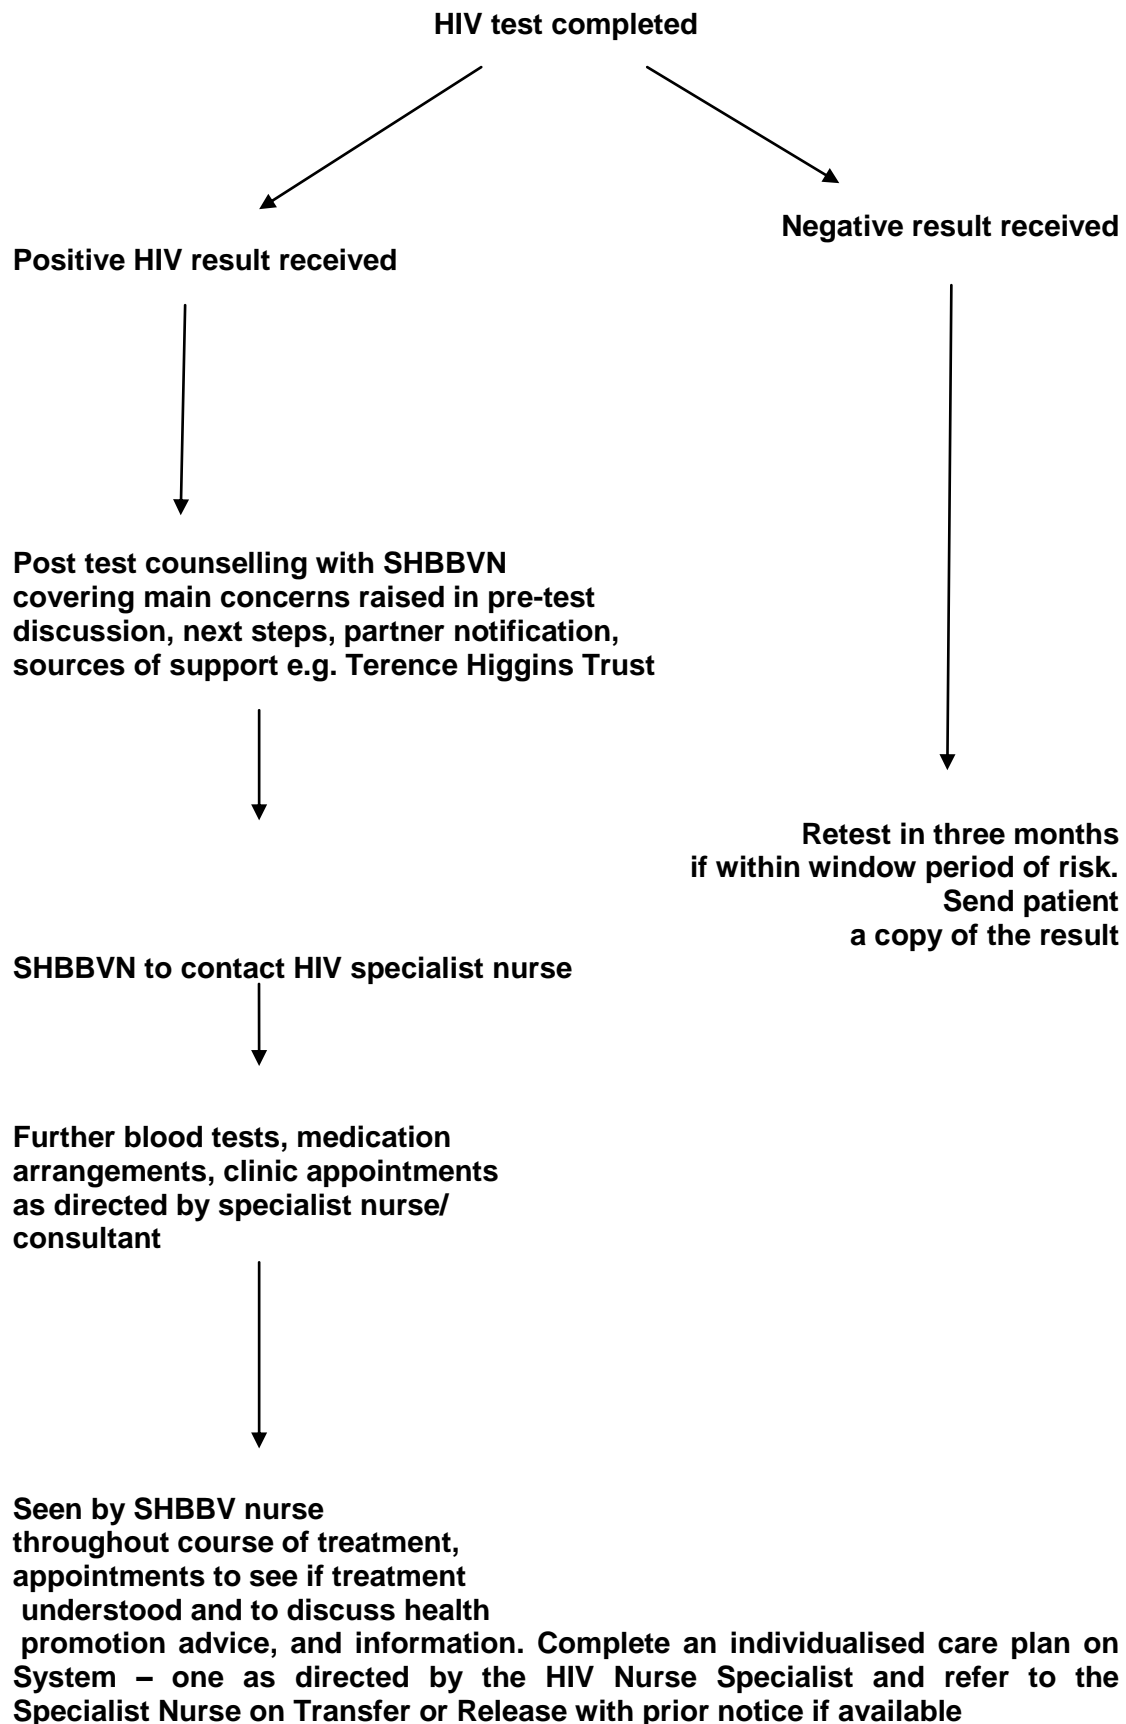 HIV test completed
Negative result received
Positive HIV result received
Post test counselling with SHBBVN
covering main concerns raised in pre-test
discussion, next steps, partner notification,
sources of support e.g. Terence Higgins Trust
Retest in three months
if within window period of risk.
Send patient
a copy of the result
SHBBVN to contact HIV specialist nurse
Further blood tests, medication
arrangements, clinic appointments
as directed by specialist nurse/
consultant
Seen by SHBBV nurse
throughout course of treatment,
appointments to see if treatment
understood and to discuss health
promotion advice, and information. Complete an individualised care plan on
System – one as directed by the HIV Nurse Specialist and refer to the
Specialist Nurse on Transfer or Release with prior notice if available